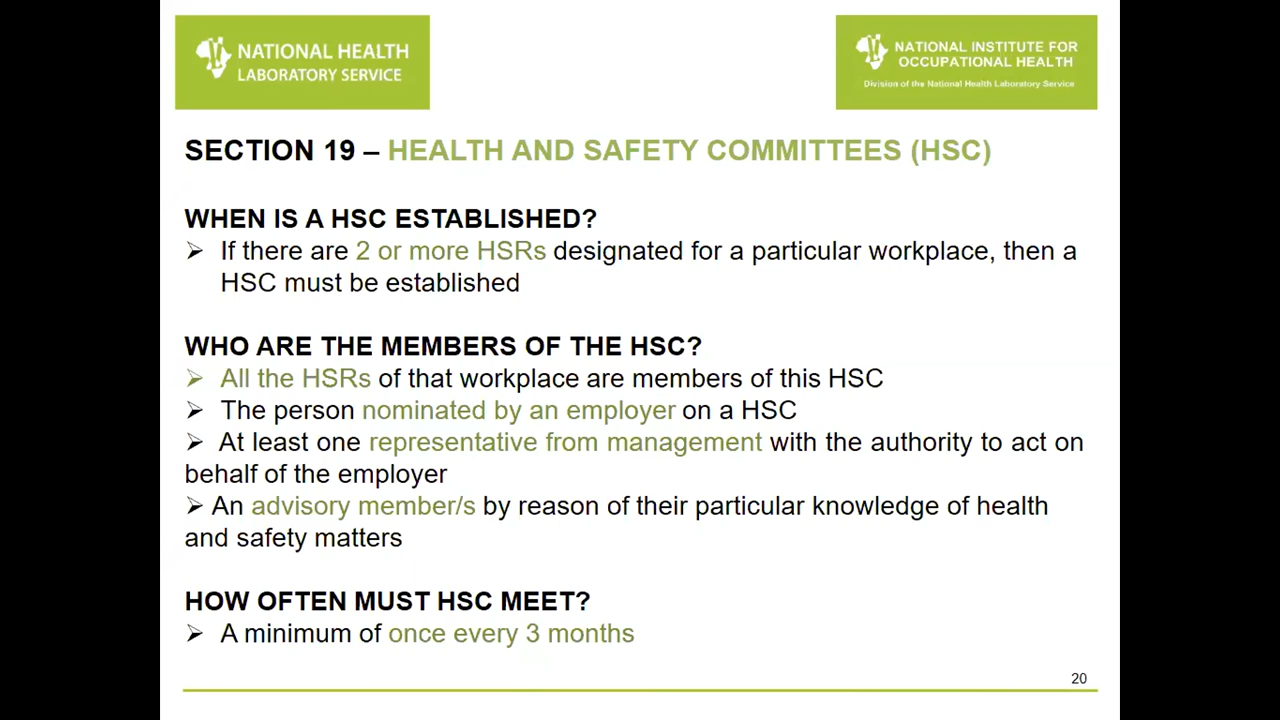 NATIONAL HEALTH
LABORATORY SERVICE
NATIONAL INSTITUTE FOR
OCCUPATIONAL HEALTH
Division of the National Health Laboratory Service
SECTION 19 – HEALTH AND SAFETY COMMITTEES (HSC)
WHEN IS A HSC ESTABLISHED?
➢ If there are 2 or more HSRs designated for a particular workplace, then a
HSC must be established
WHO ARE THE MEMBERS OF THE HSC?
➢ All the HSRs of that workplace are members of this HSC
➢ The person nominated by an employer on a HSC
➢ At least one representative from management with the authority to act on
behalf of the employer
➢ An advisory member/s by reason of their particular knowledge of health
and safety matters
HOW OFTEN MUST HSC MEET?
➢ A minimum of once every 3 months
20